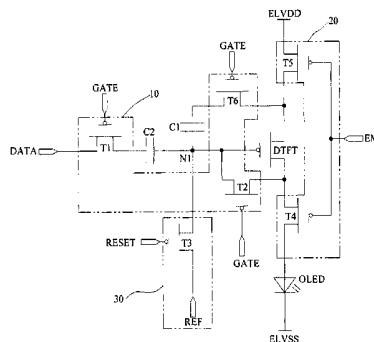 ELVDD
20
GATE
T5
GATE
10
T6
C1
C2
DATA
T1
N1
DTFT
EM
T2
T4
RESET
T3
GATE
OLED
30
REF
ELVSS